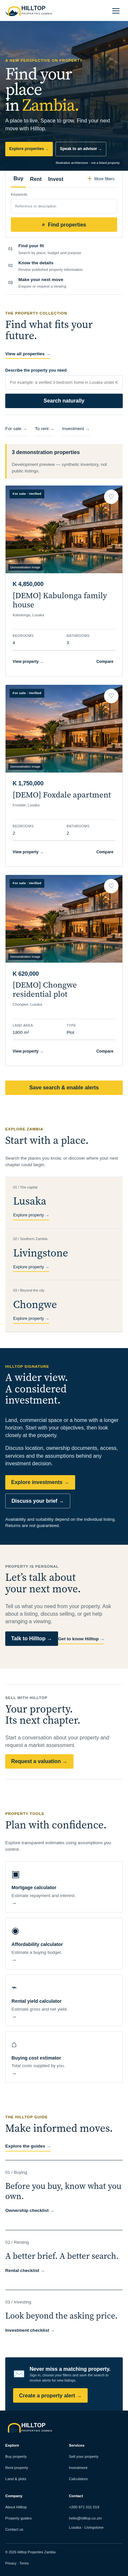 HILLTOP
PROPERTIES ZAMBIA
A NEW PERSPECTIVE ON PROPERTY
Find your
place
in Zambia.
A place to live. Space to grow. Find your next
move with Hilltop.
Explore properties →
Speak to an advisor →
Illustrative architecture · not a listed property
Buy Rent Invest
+ More filters
Keywords
Reference or description
Find properties
01 Find your fit
Search by place, budget and purpose
02 Know the details
Review published property information
03 Make your next move
Enquire or request a viewing
THE PROPERTY COLLECTION
Find what fits your
future.
View all properties →
Describe the property you need
For example: a verified 3-bedroom home in Lusaka under K
Search naturally
For sale → To rent → Investment →
3 demonstration properties
Development preview — synthetic inventory, not
public listings.
For sale · Verified
Demonstration image
K 4,850,000
[DEMO] Kabulonga family
house
Kabulonga, Lusaka
BEDROOMS BATHROOMS
4 3
View property → Compare
For sale · Verified
Demonstration image
K 1,750,000
[DEMO] Foxdale apartment
Foxdale, Lusaka
BEDROOMS BATHROOMS
2 2
View property → Compare
For sale · Verified
Demonstration image
K 620,000
[DEMO] Chongwe
residential plot
Chongwe, Lusaka
LAND AREA TYPE
1800 m² Plot
View property → Compare
Save search & enable alerts
EXPLORE ZAMBIA
Start with a place.
Search the places you know, or discover where your next
chapter could begin.
01 / The capital
Lusaka
Explore property →
02 / Southern Zambia
Livingstone
Explore property →
03 / Beyond the city
Chongwe
Explore property →
HILLTOP SIGNATURE
A wider view.
A considered
investment.
Land, commercial space or a home with a longer
horizon. Start with your objectives, then look
closely at the property.
Discuss location, ownership documents, access,
services and the assumptions behind any
investment decision.
Explore investments →
Discuss your brief →
Availability and suitability depend on the individual listing.
Returns are not guaranteed.
PROPERTY IS PERSONAL
Let’s talk about
your next move.
Tell us what you need from your property. Ask
about a listing, discuss selling, or get help
arranging a viewing.
Talk to Hilltop → Get to know Hilltop →
SELL WITH HILLTOP
Your property.
Its next chapter.
Start a conversation about your property and
request a market assessment.
Request a valuation →
PROPERTY TOOLS
Plan with confidence.
Explore transparent estimates using assumptions you
control.
Mortgage calculator
Estimate repayment and interest.
→
Affordability calculator
Estimate a buying budget.
→
Rental yield calculator
Estimate gross and net yield.
→
Buying cost estimator
Total costs supplied by you.
→
THE HILLTOP GUIDE
Make informed moves.
Explore the guides →
01 / Buying
Before you buy, know what you
own.
Ownership checklist →
02 / Renting
A better brief. A better search.
Rental checklist →
03 / Investing
Look beyond the asking price.
Investment checklist →
Never miss a matching property.
Sign in, choose your filters and save the search to
receive alerts for new listings.
Create a property alert →
HILLTOP
PROPERTIES ZAMBIA
Explore Services
Buy property Sell your property
Rent property Investment
Land & plots Calculators
Company Contact
About Hilltop
Property guides hello@hilltop.co.zm
Contact us Lusaka · Livingstone
© 2026 Hilltop Properties Zambia
Privacy · Terms